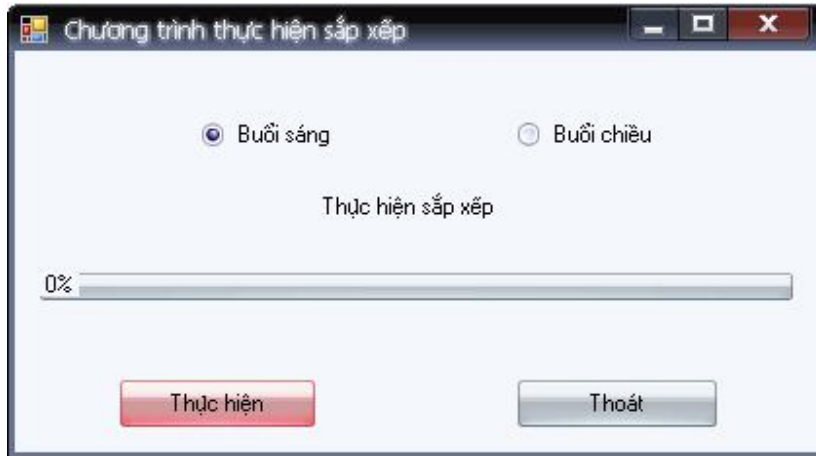 Chương trình thực hiện sắp xếp
Buổi sáng Buổi chiều
Thực hiện sắp xếp
0%
Thực hiện Thoát